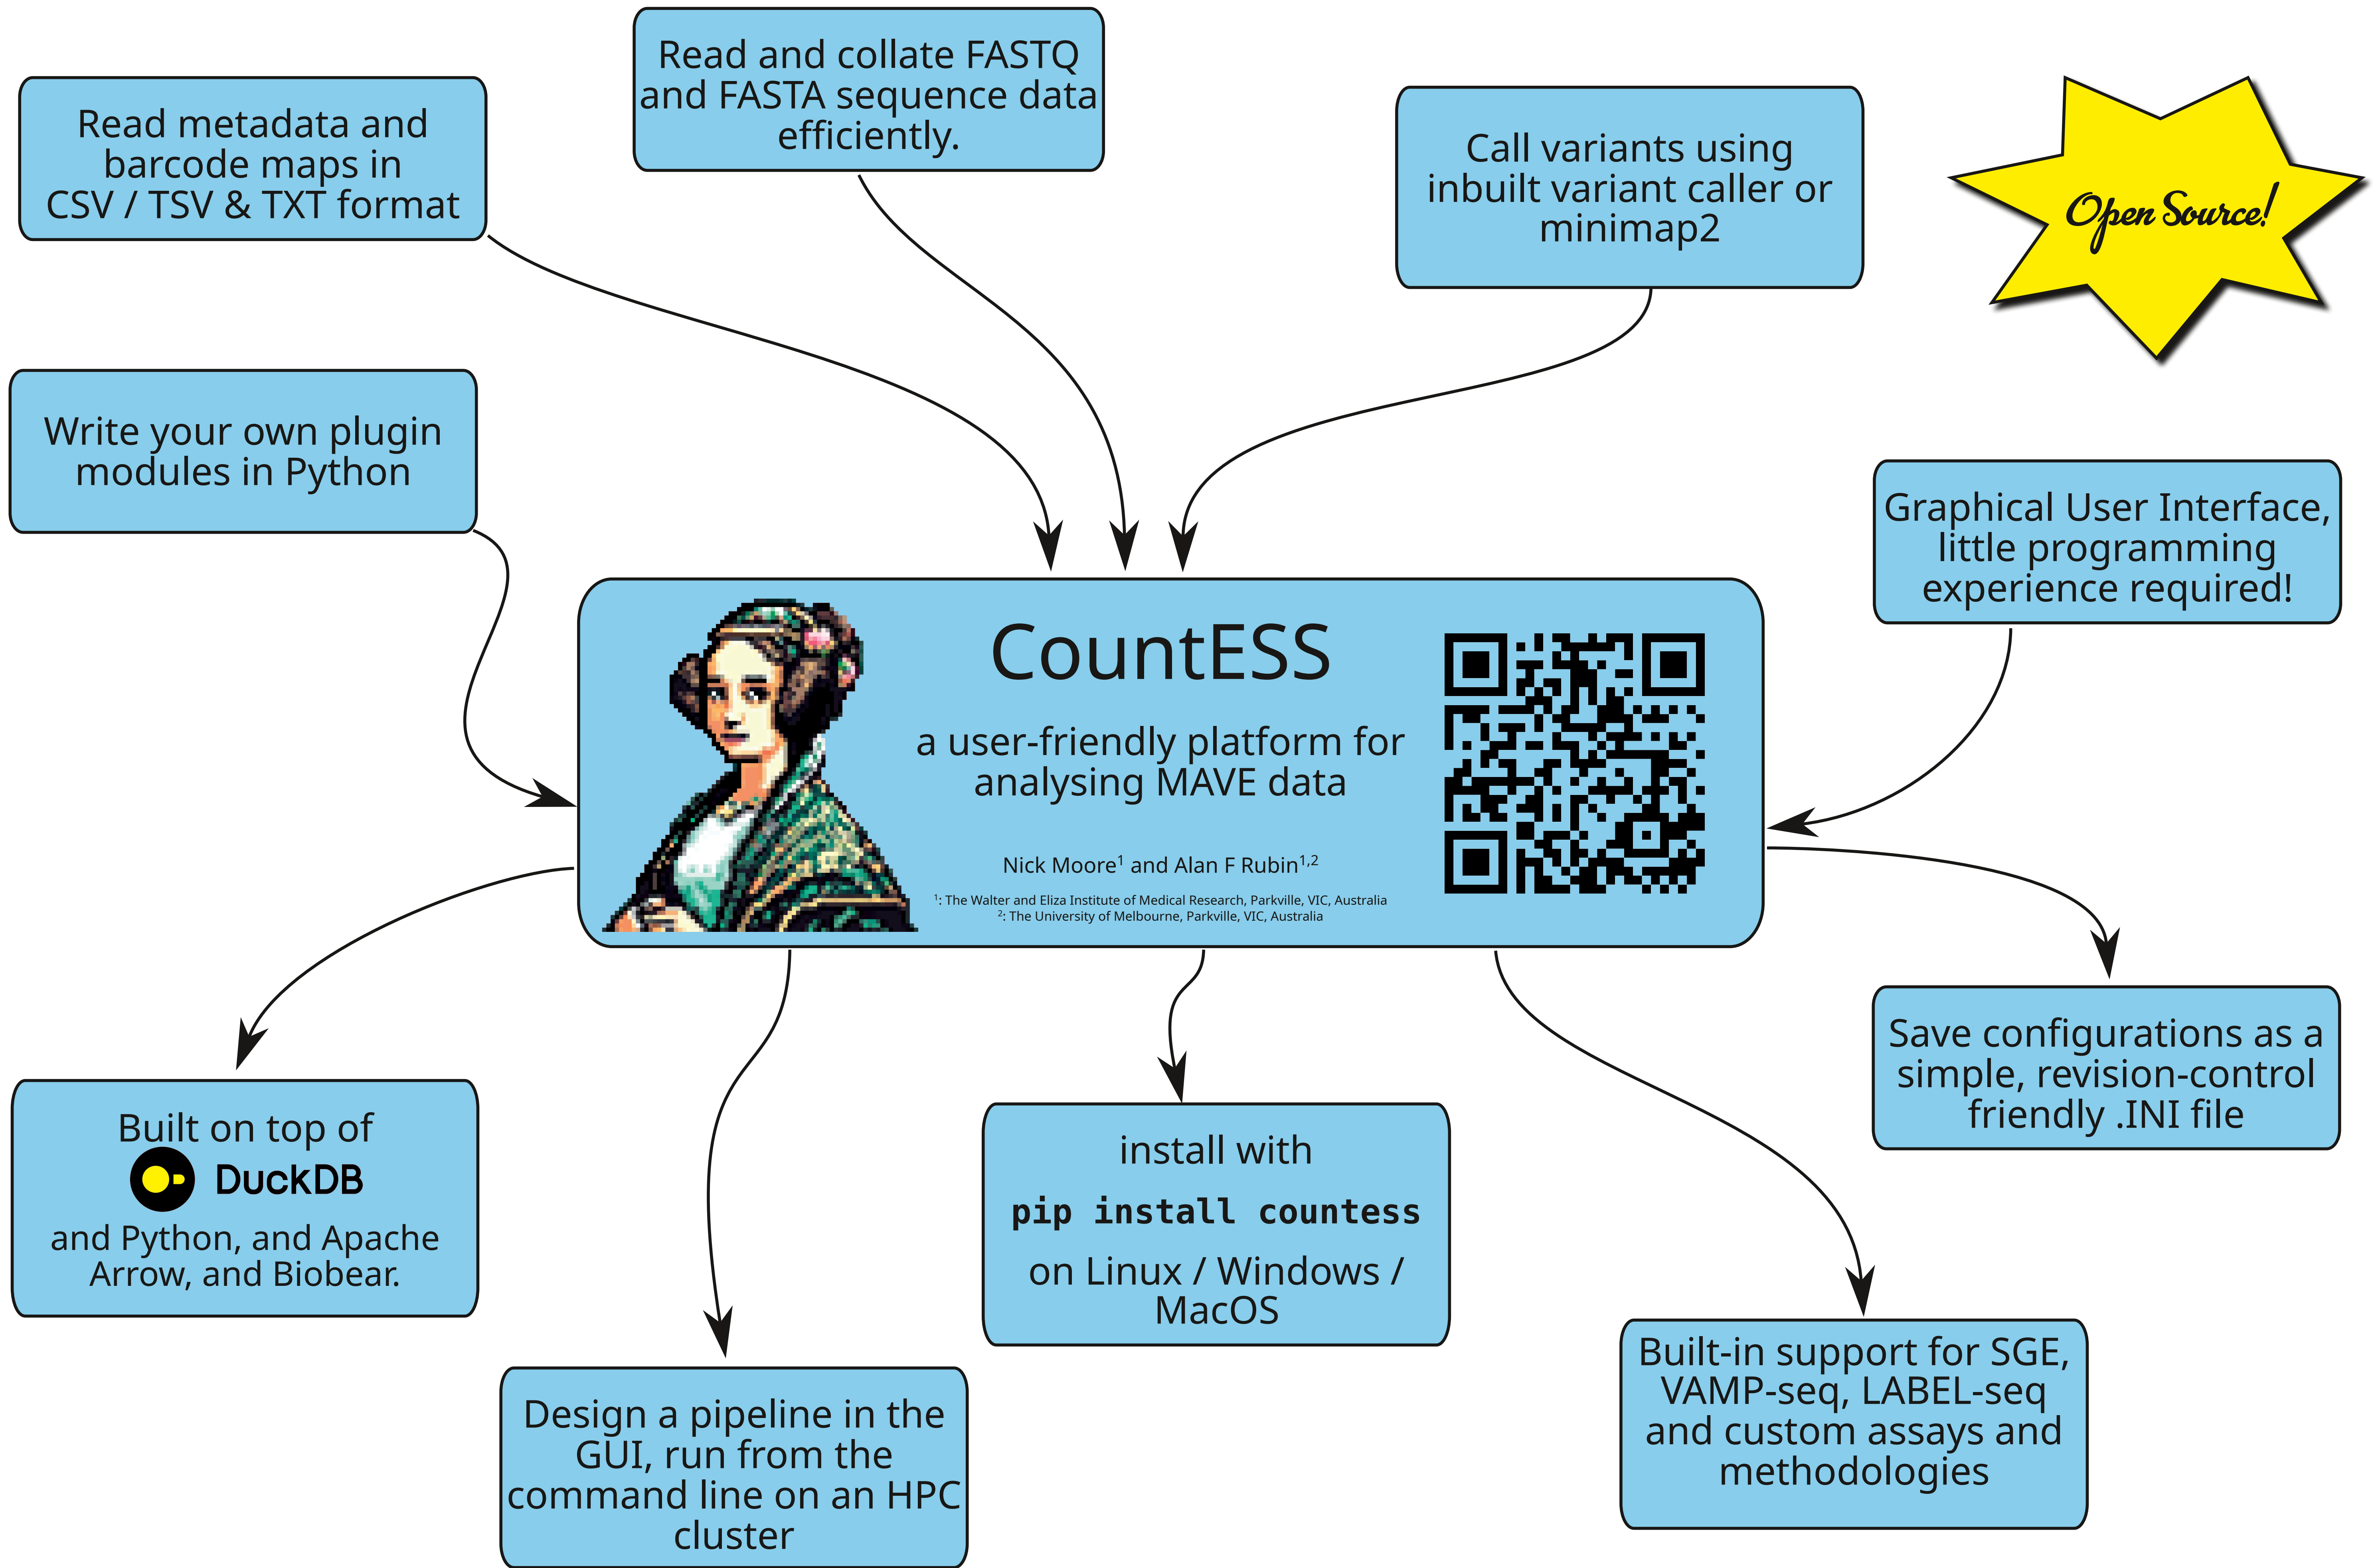 Read and collate FASTQ
and FASTA sequence data
efficiently.
Read metadata and
barcode maps in
CSV / TSV & TXT format
Call variants using
inbuilt variant caller or
minimap2
Open Source!
Write your own plugin
modules in Python
Graphical User Interface,
little programming
experience required!
CountESS
a user-friendly platform for
analysing MAVE data
Nick Moore¹ and Alan F Rubin¹,²
¹: The Walter and Eliza Institute of Medical Research, Parkville, VIC, Australia
²: The University of Melbourne, Parkville, VIC, Australia
Save configurations as a
simple, revision-control
friendly .INI file
Built on top of
DuckDB
and Python, and Apache
Arrow, and Biobear.
install with
pip install countess
on Linux / Windows /
MacOS
Built-in support for SGE,
VAMP-seq, LABEL-seq
and custom assays and
methodologies
Design a pipeline in the
GUI, run from the
command line on an HPC
cluster